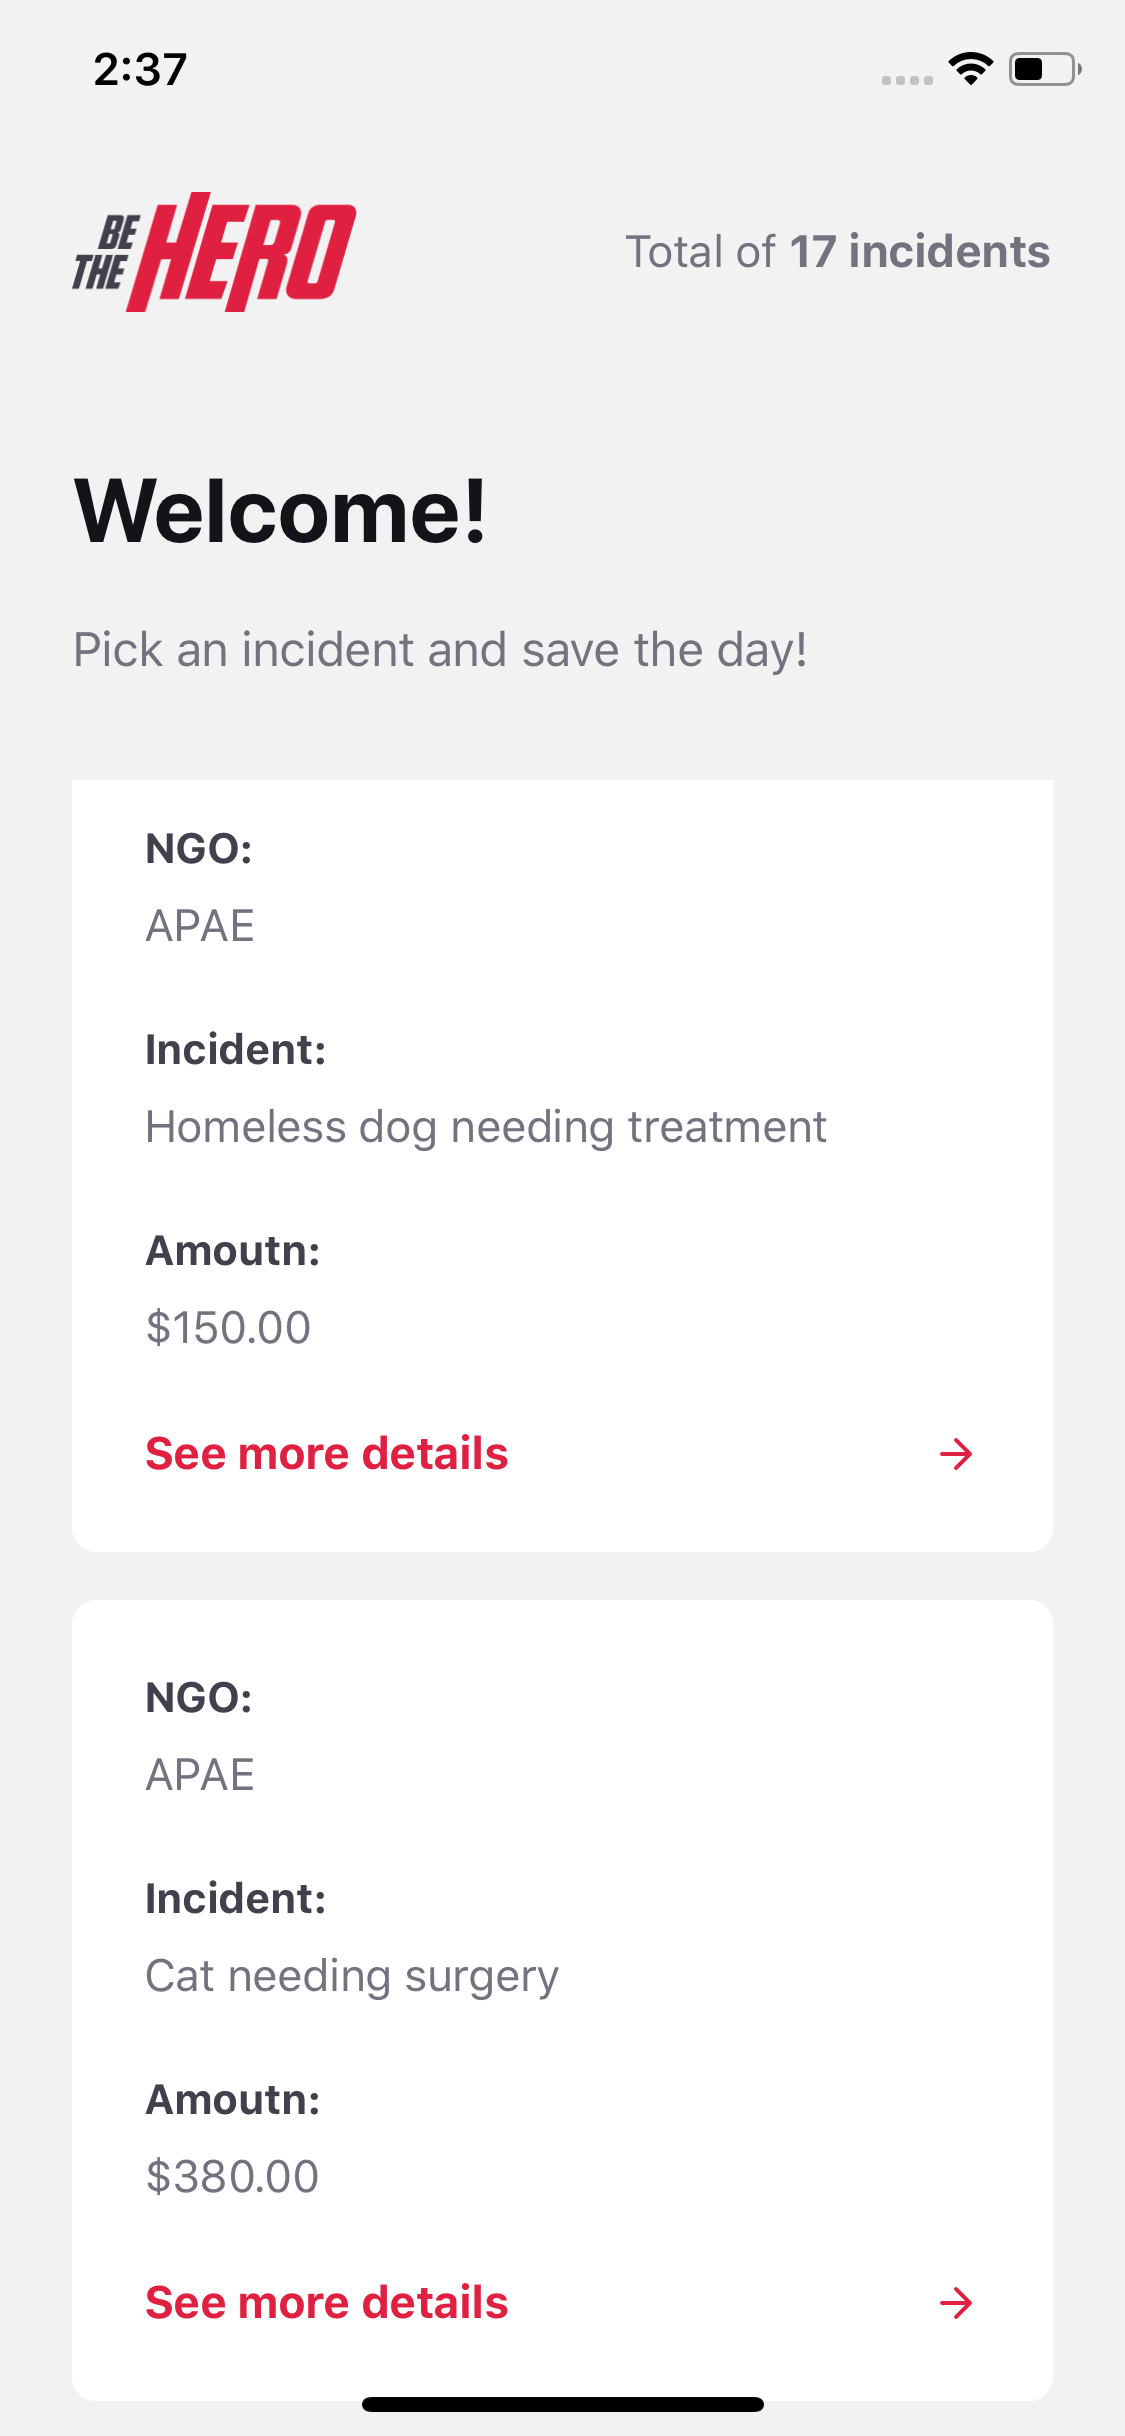 2:37
BE
THE HERO
Total of 17 incidents
Welcome!
Pick an incident and save the day!
NGO:
APAE
Incident:
Homeless dog needing treatment
Amoutn:
$150.00
See more details
NGO:
APAE
Incident:
Cat needing surgery
Amoutn:
$380.00
See more details